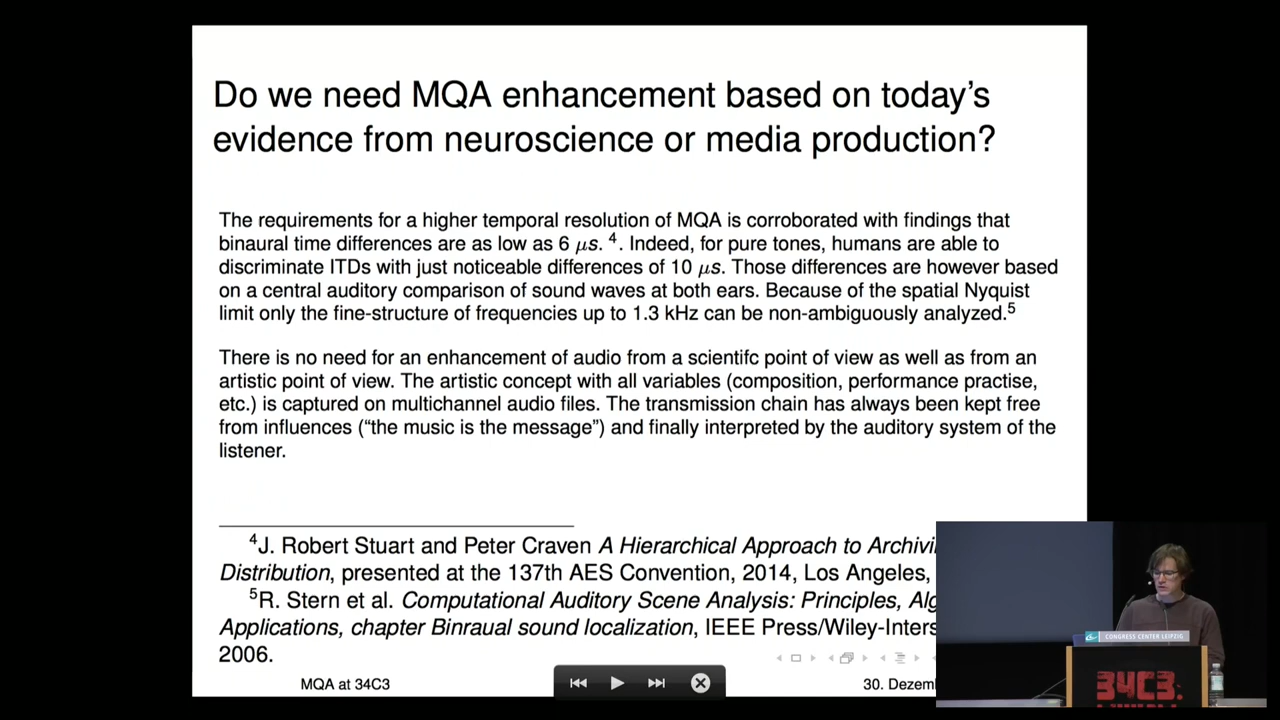 Do we need MQA enhancement based on today's
evidence from neuroscience or media production?
The requirements for a higher temporal resolution of MQA is corroborated with findings that
binaural time differences are as low as 6 μs. ⁴. Indeed, for pure tones, humans are able to
discriminate ITDs with just noticeable differences of 10 μs. Those differences are however based
on a central auditory comparison of sound waves at both ears. Because of the spatial Nyquist
limit only the fine-structure of frequencies up to 1.3 kHz can be non-ambiguously analyzed.⁵
There is no need for an enhancement of audio from a scientifc point of view as well as from an
artistic point of view. The artistic concept with all variables (composition, performance practise,
etc.) is captured on multichannel audio files. The transmission chain has always been kept free
from influences (“the music is the message”) and finally interpreted by the auditory system of the
listener.
⁴J. Robert Stuart and Peter Craven A Hierarchical Approach to Archivi
Distribution, presented at the 137th AES Convention, 2014, Los Angeles,
⁵R. Stern et al. Computational Auditory Scene Analysis: Principles, Alg
Applications, chapter Binraual sound localization, IEEE Press/Wiley-Inters
2006.
MQA at 34C3
30. Dezem
CONGRESS CENTER LEIPZIG
34C3.